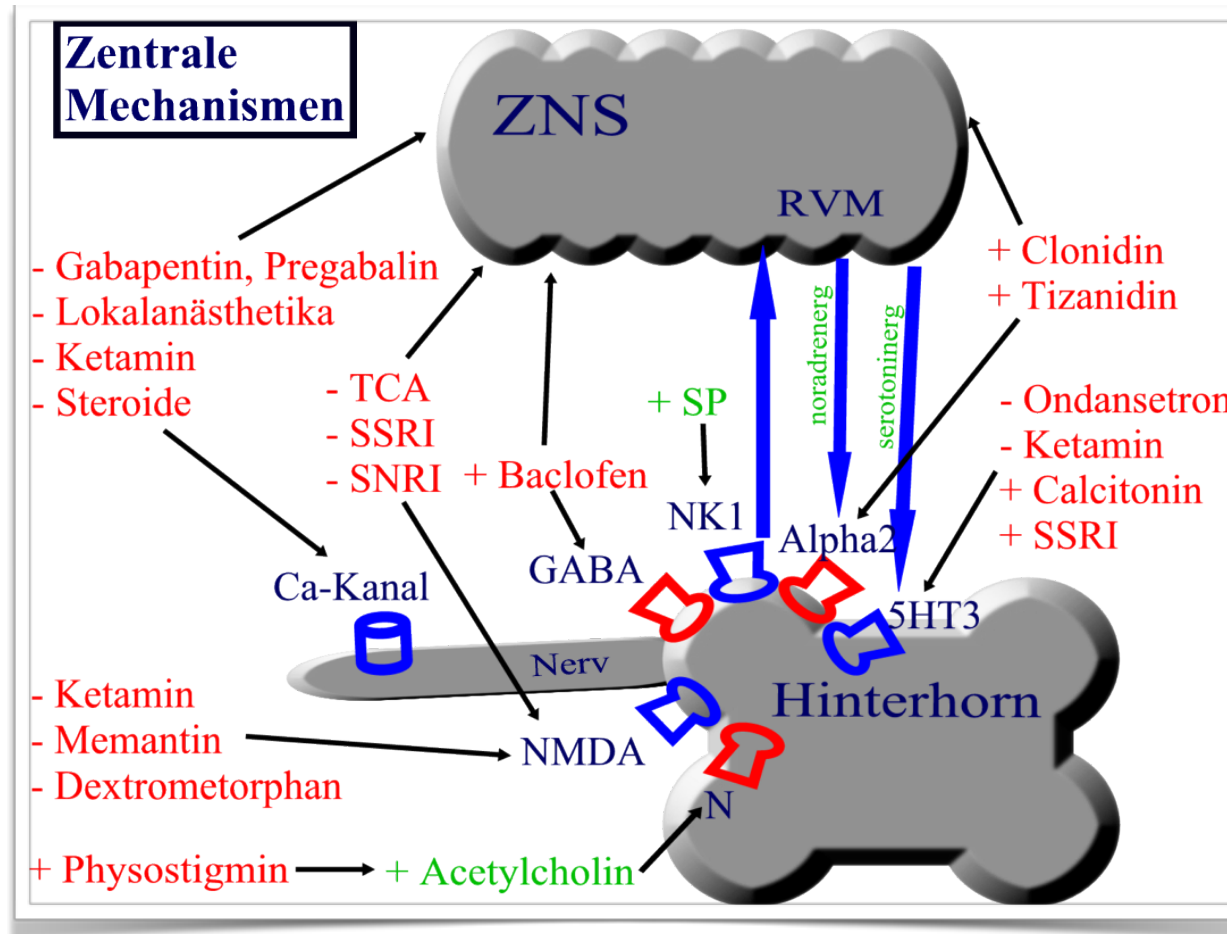 Zentrale
Mechanismen
ZNS
RVM
- Gabapentin, Pregabalin
- Lokalanästhetika
- Ketamin
- Steroide
+ Clonidin
+ Tizanidin
noradrenerg
serotoninerg
- TCA
- SSRI
- SNRI
+ Baclofen
+ SP
- Ondansetron
- Ketamin
+ Calcitonin
+ SSRI
NK1
Alpha2
GABA
Ca-Kanal
5HT3
Nerv
Hinterhorn
- Ketamin
- Memantin
- Dextrometorphan
NMDA
N
+ Physostigmin
+ Acetylcholin